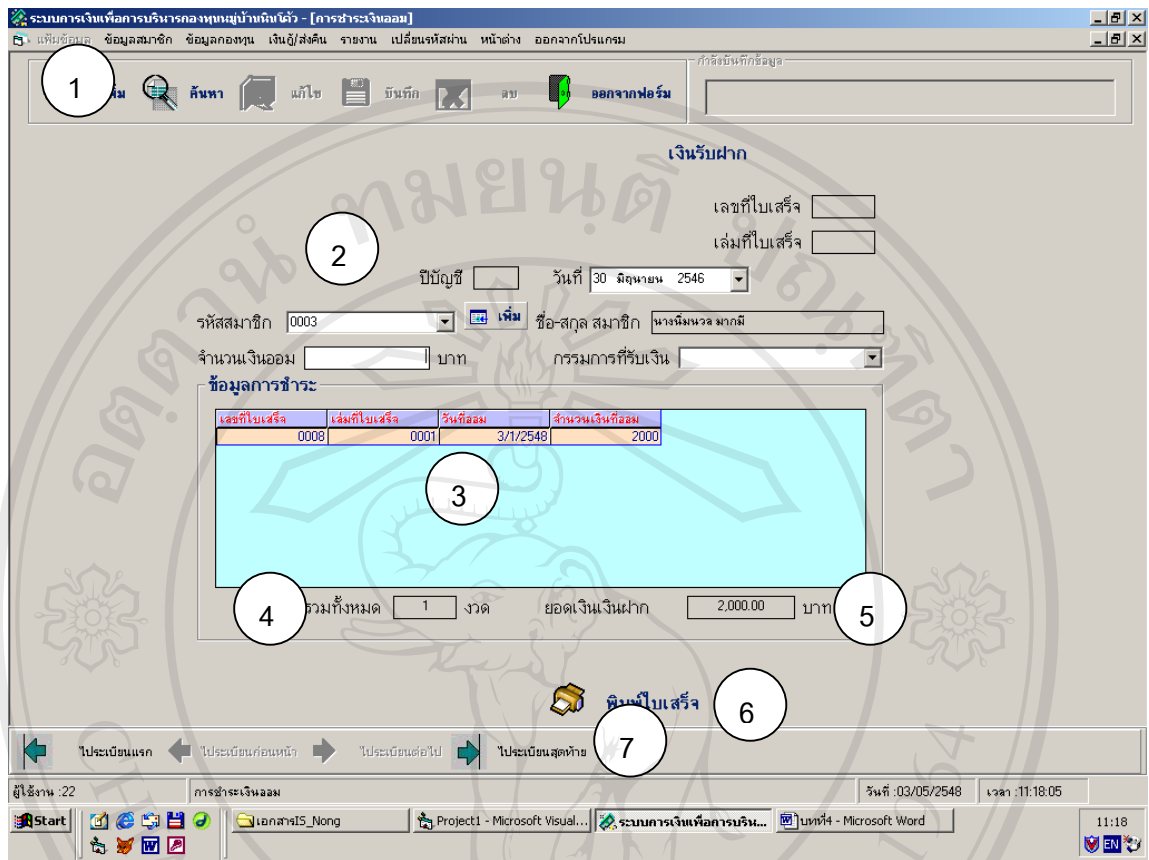 ระบบการเงินเพื่อการบริหารกองทุนหมู่บ้านนินโค้ว - [การชำระเงินออม]
แฟ้มข้อมูล ข้อมูลสมาชิก ข้อมูลกองทุน เงินกู้/ส่งคืน รายงาน เปลี่ยนรหัสผ่าน หน้าต่าง ออกจากโปรแกรม
กำลังบันทึกข้อมูล
1 ค้นหา แก้ไข บันทึก ลบ ออกจากฟอร์ม
เงินรับฝาก
เลขที่ใบเสร็จ
เล่มที่ใบเสร็จ
2
ปีบัญชี วันที่ 30 มิถุนายน 2546
รหัสสมาชิก 0003 เพิ่ม ชื่อ-สกุล สมาชิก นางนิ่มนวล มากมี
จำนวนเงินออม บาท กรรมการที่รับเงิน
ข้อมูลการชำระ
เลขที่ใบเสร็จ เล่มที่ใบเสร็จ วันที่ออม จำนวนเงินที่ออม
0008 0001 3/1/2548 2000
3
4 รวมทั้งหมด 1 งวด ยอดเงินเงินฝาก 2,000.00 บาท 5
พิมพ์ใบเสร็จ 6
ไประเบียนแรก ไประเบียนก่อนหน้า ไประเบียนต่อไป ไประเบียนสุดท้าย 7
ผู้ใช้งาน :22 การชำระเงินออม วันที่ :03/05/2548 เวลา :11:18:05
Start เอกสารIS_Nong Project1 - Microsoft Visual... ระบบการเงินเพื่อการบริห... บทที่4 - Microsoft Word 11:18
EN